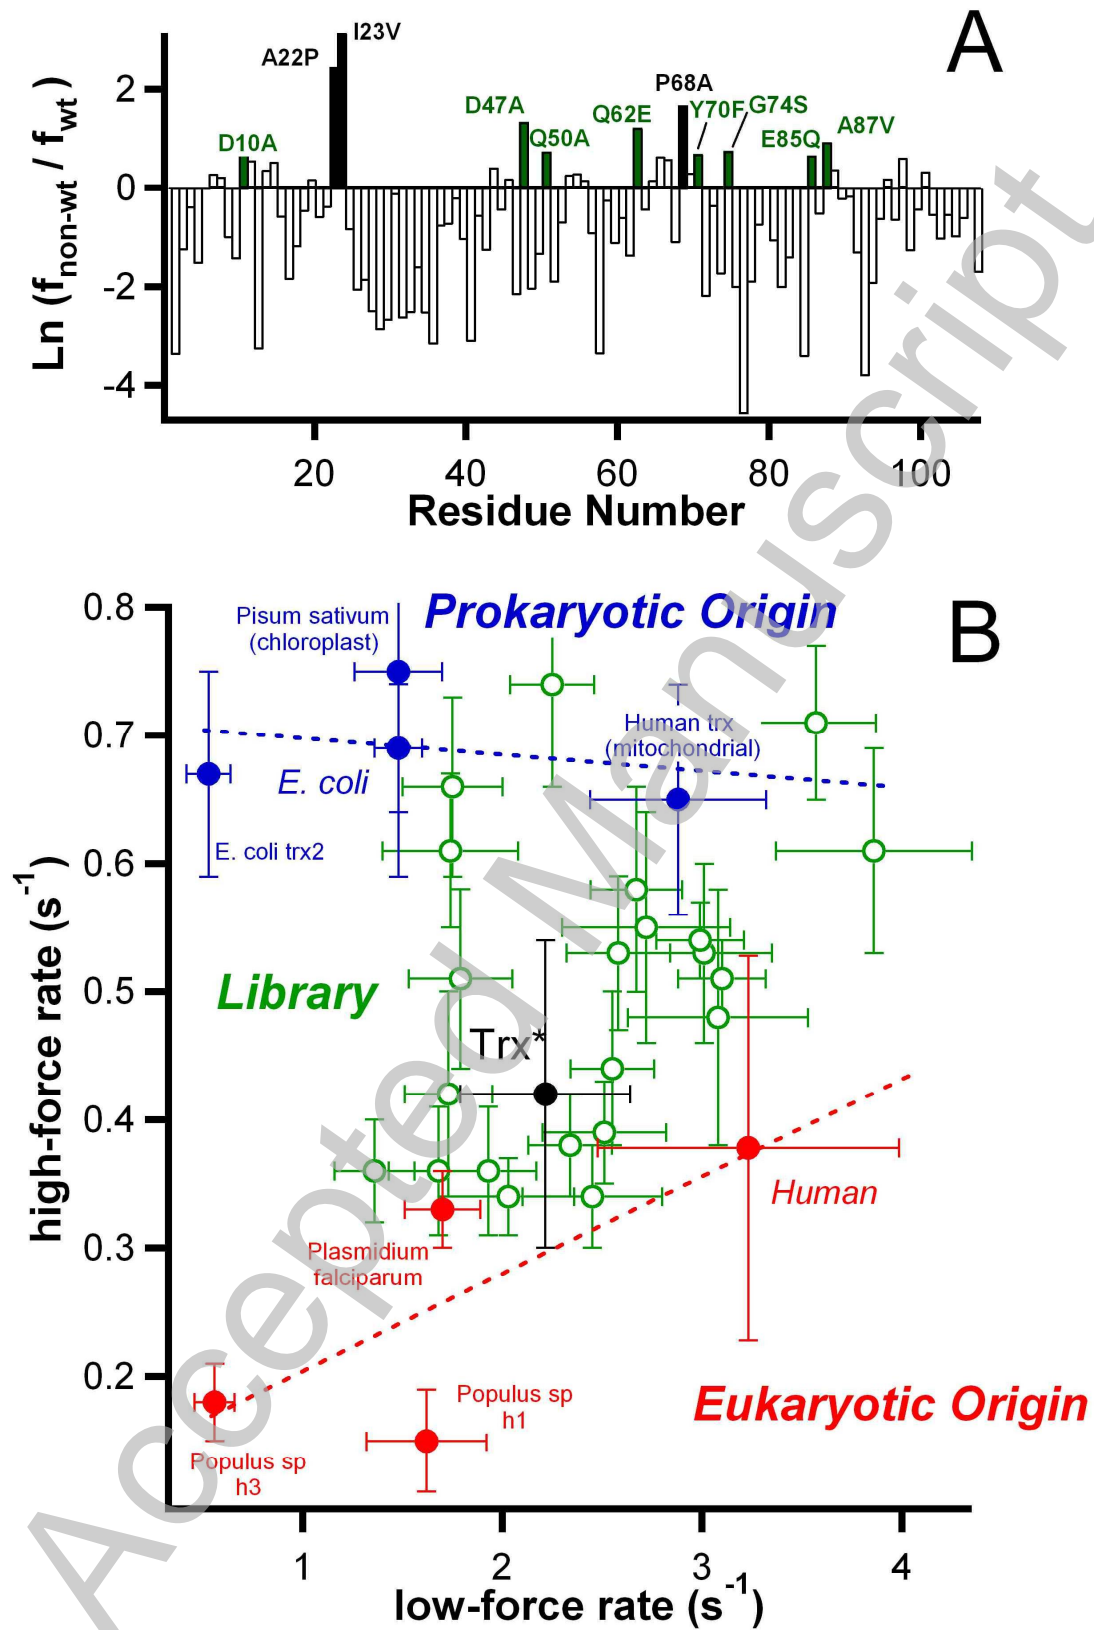 A
I23V
A22P
P68A
D47A
Q62E
Y70F
G74S
Q50A
E85Q
A87V
D10A
2
0
-2
-4
Ln (fnon-wt / fwt)
20
40
60
80
100
Residue Number
B
Prokaryotic Origin
Pisum sativum
(chloroplast)
Human trx
(mitochondrial)
E. coli
E. coli trx2
Library
Trx*
Human
Plasmidium
falciparum
Eukaryotic Origin
Populus sp
h1
Populus sp
h3
0.8
0.7
0.6
0.5
0.4
0.3
0.2
high-force rate (s-1)
1
2
3
4
low-force rate (s-1)
Accepted Manuscript